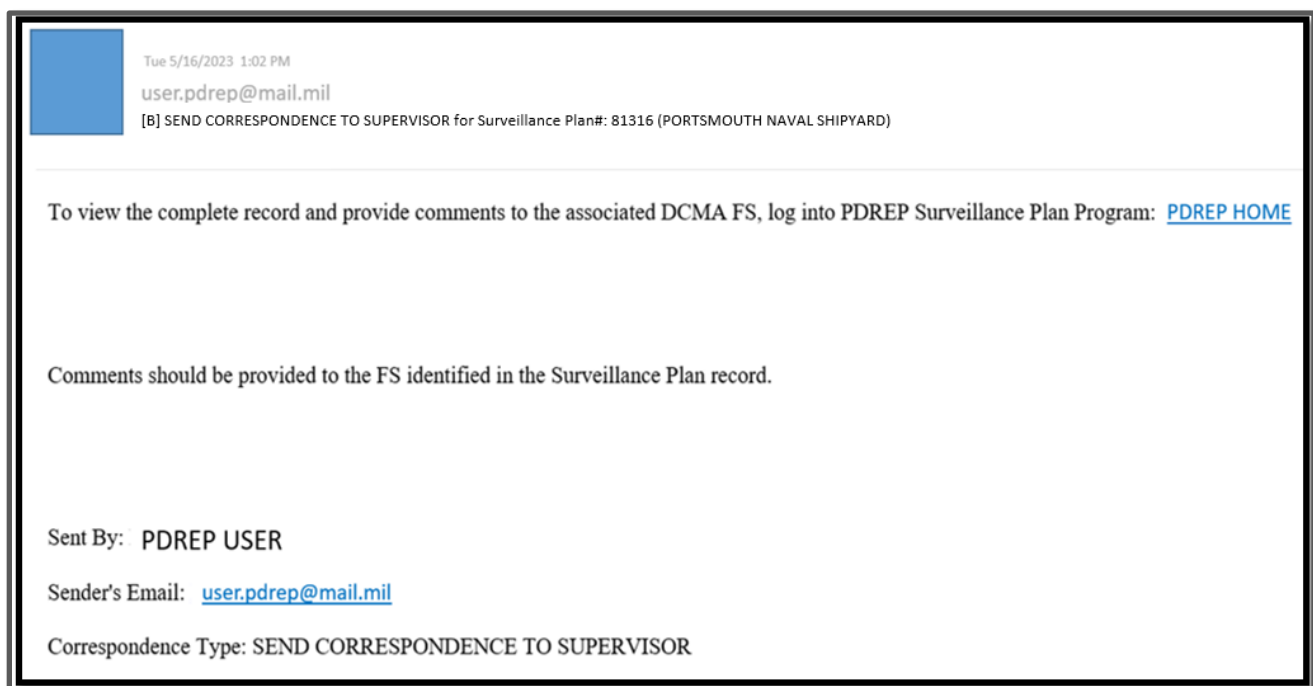 Tue 5/16/2023 1:02 PM
user.pdrep@mail.mil
[B] SEND CORRESPONDENCE TO SUPERVISOR for Surveillance Plan#: 81316 (PORTSMOUTH NAVAL SHIPYARD)
To view the complete record and provide comments to the associated DCMA FS, log into PDREP Surveillance Plan Program: PDREP HOME
Comments should be provided to the FS identified in the Surveillance Plan record.
Sent By: PDREP USER
Sender's Email: user.pdrep@mail.mil
Correspondence Type: SEND CORRESPONDENCE TO SUPERVISOR